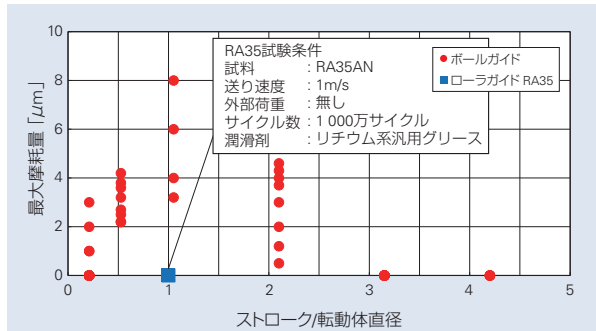 最大摩耗量「μm」
10
8
6
4
2
0
RA35試験条件
試料 : RA35AN
送り速度 : 1m/s
外部荷重 : 無し
サイクル数 : 1 000万サイクル
潤滑剤 : リチウム系汎用グリース
ボールガイド
ローラガイド RA35
0 1 2 3 4 5
ストローク/転動体直径